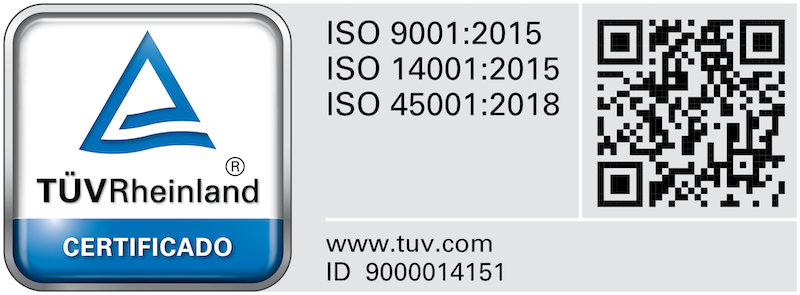 TÜVRheinland®
CERTIFICADO
ISO 9001:2015
ISO 14001:2015
ISO 45001:2018
www.tuv.com
ID 9000014151